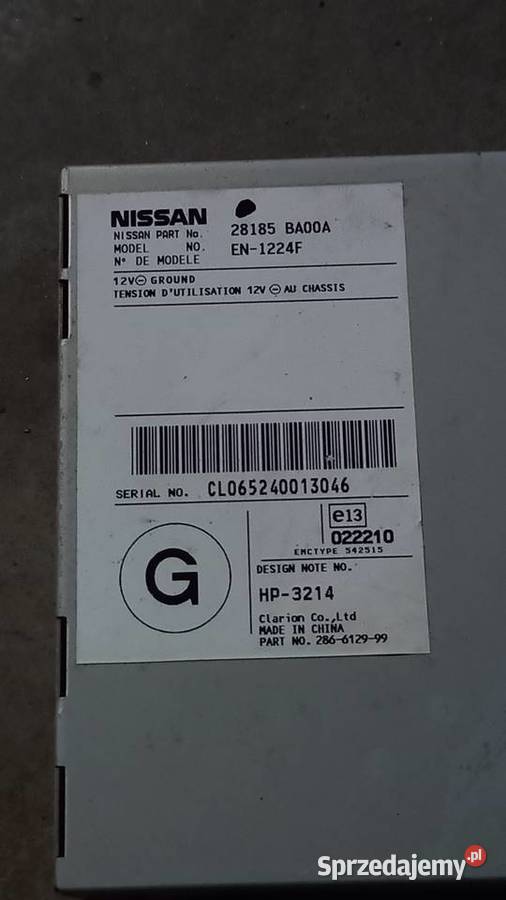 NISSAN
NISSAN PART No. 28185 BA00A
MODEL NO. EN-1224F
N° DE MODELE
12V⊖ GROUND
TENSION D'UTILISATION 12V ⊖ AU CHASSIS
SERIAL NO. CL065240013046
e13
022210
EMCTYPE 542515
G
DESIGN NOTE NO.
HP-3214
Clarion Co.,Ltd
MADE IN CHINA
PART NO. 286-6129-99
Sprzedajemy.pl